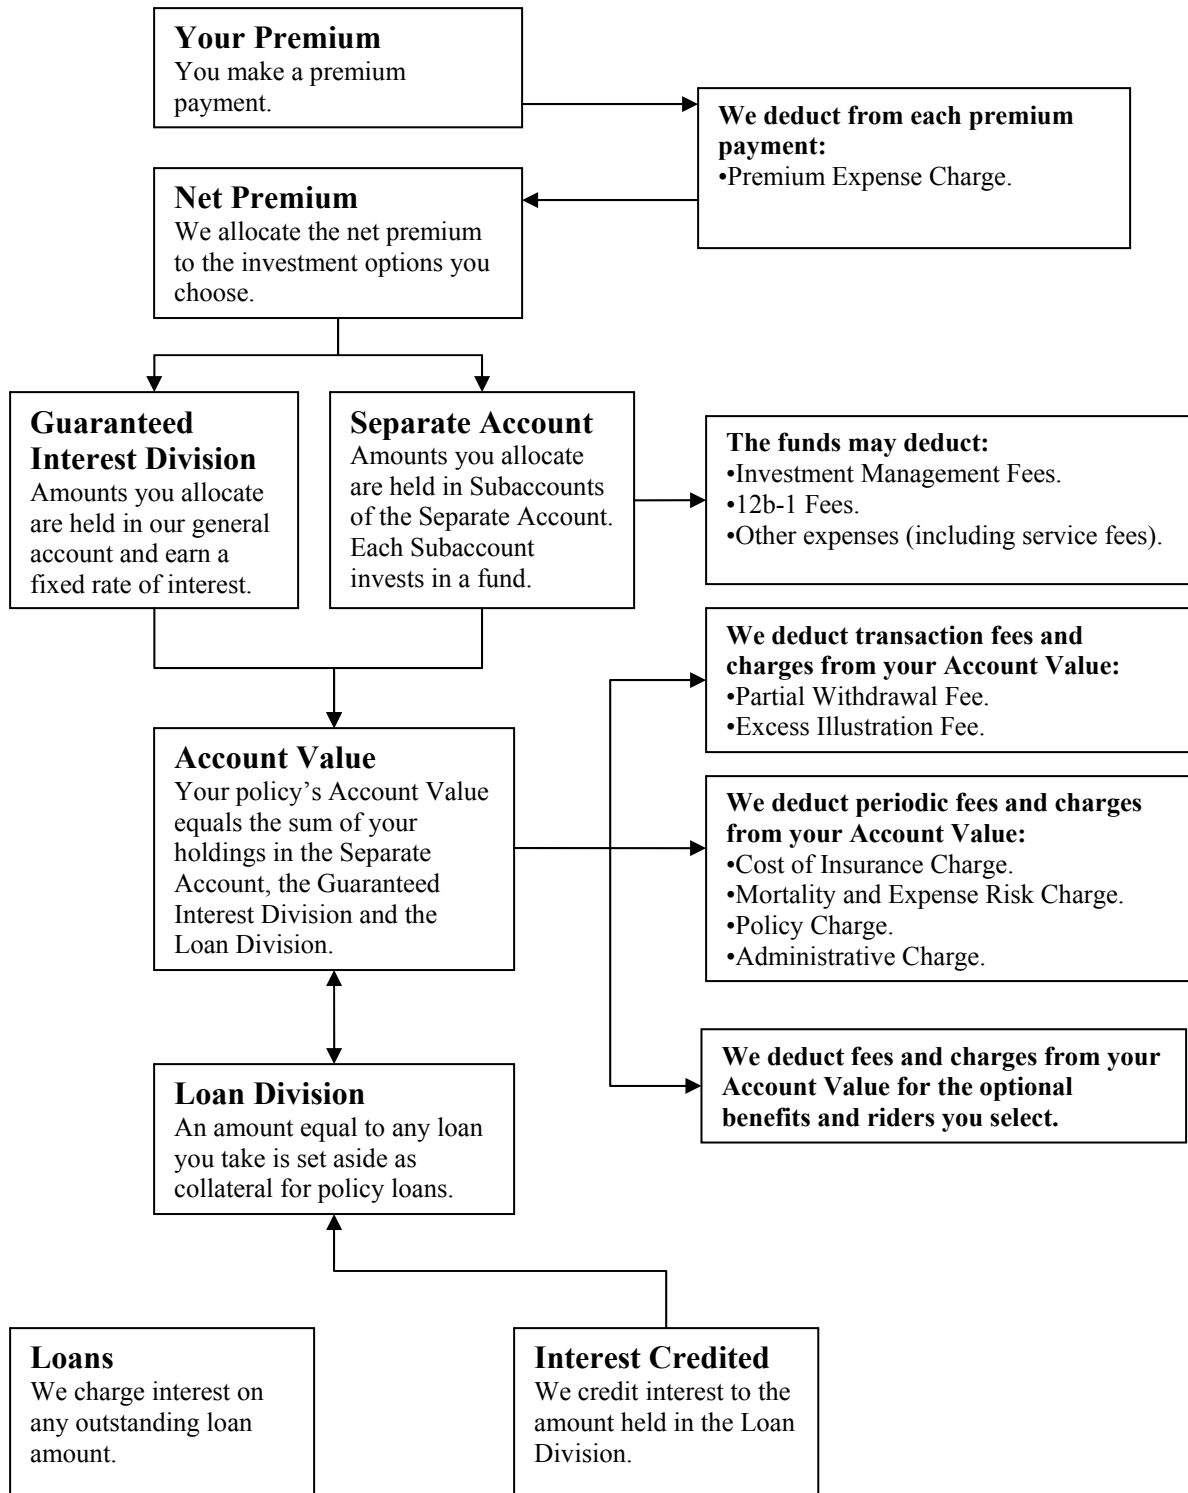 Your Premium
You make a premium
payment.
We deduct from each premium
payment:
•Premium Expense Charge.
Net Premium
We allocate the net premium
to the investment options you
choose.
Guaranteed
Interest Division
Amounts you allocate
are held in our general
account and earn a
fixed rate of interest.
Separate Account
Amounts you allocate
are held in Subaccounts
of the Separate Account.
Each Subaccount
invests in a fund.
The funds may deduct:
•Investment Management Fees.
•12b-1 Fees.
•Other expenses (including service fees).
We deduct transaction fees and
charges from your Account Value:
•Partial Withdrawal Fee.
•Excess Illustration Fee.
Account Value
Your policy’s Account Value
equals the sum of your
holdings in the Separate
Account, the Guaranteed
Interest Division and the
Loan Division.
We deduct periodic fees and charges
from your Account Value:
•Cost of Insurance Charge.
•Mortality and Expense Risk Charge.
•Policy Charge.
•Administrative Charge.
We deduct fees and charges from your
Account Value for the optional
benefits and riders you select.
Loan Division
An amount equal to any loan
you take is set aside as
collateral for policy loans.
Loans
We charge interest on
any outstanding loan
amount.
Interest Credited
We credit interest to the
amount held in the Loan
Division.